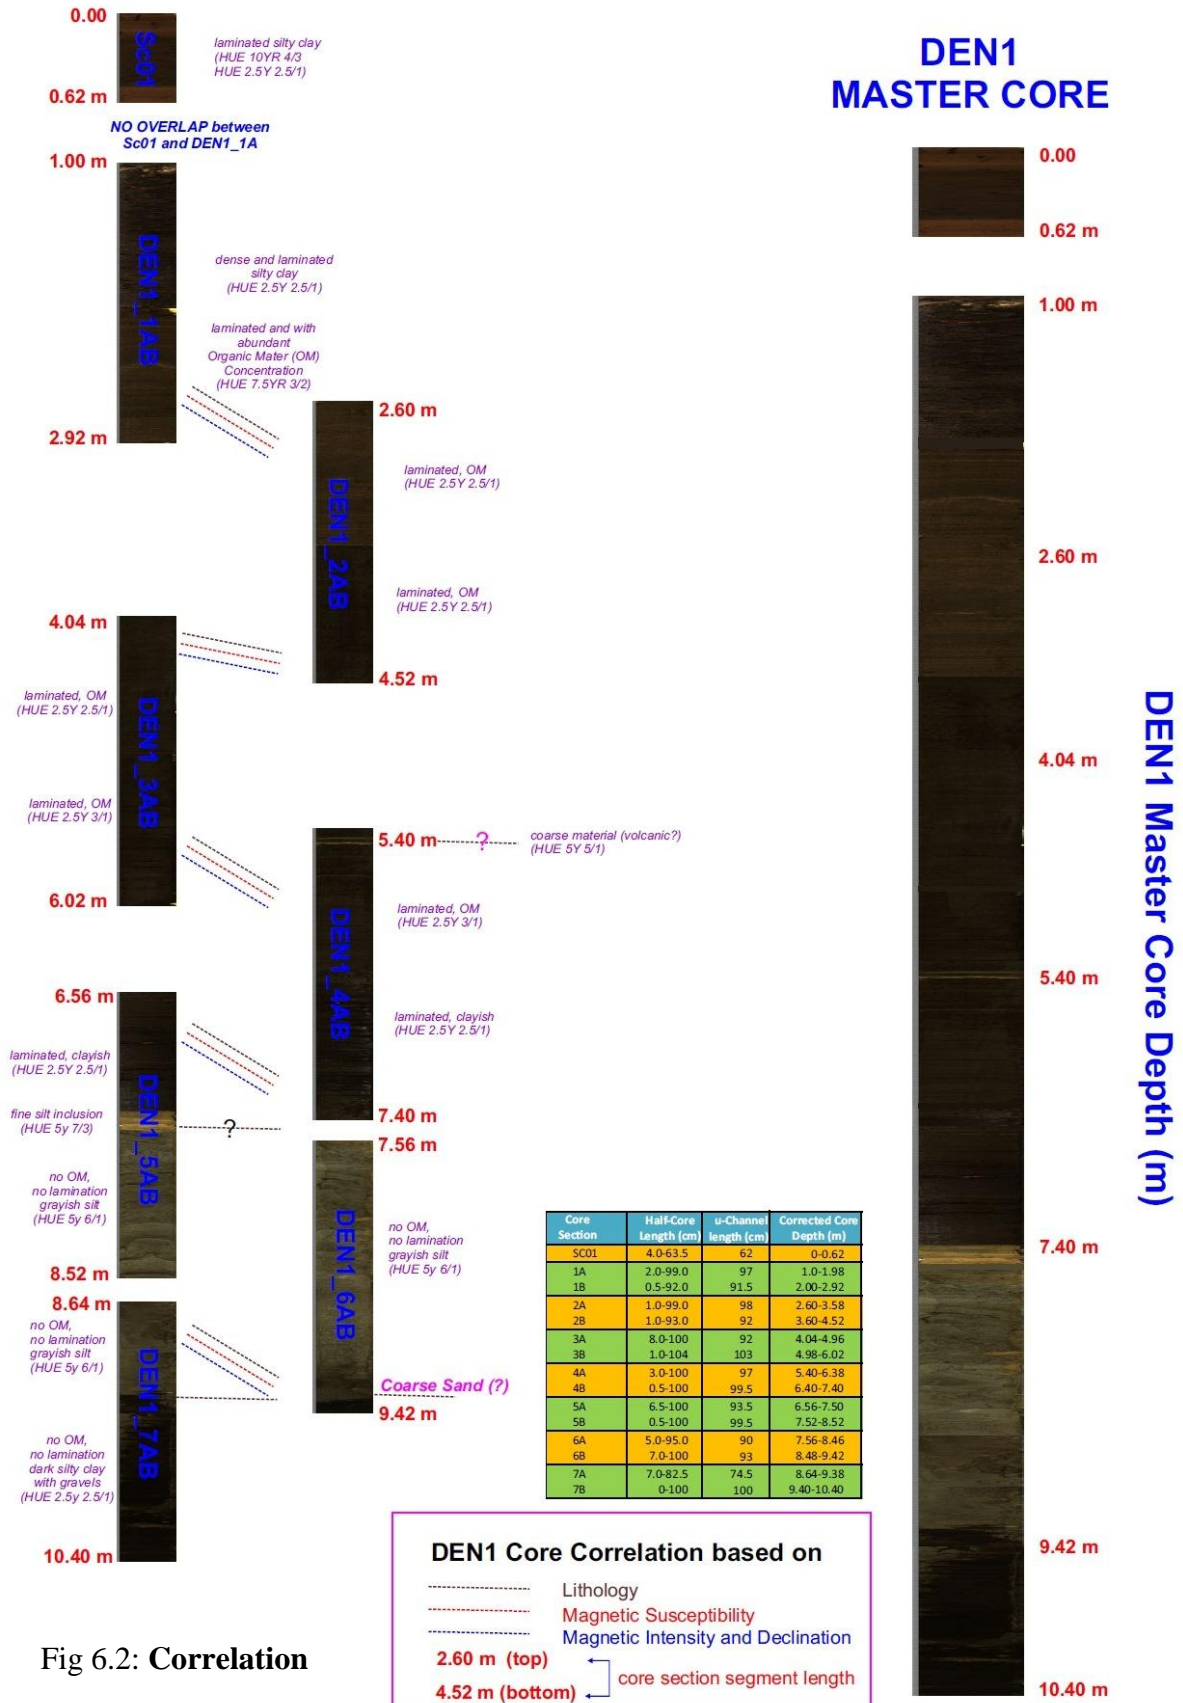 0.00
Sc01
laminated silty clay
(HUE 10YR 4/3
HUE 2.5Y 2.5/1)
0.62 m
NO OVERLAP between
Sc01 and DEN1_1A
1.00 m
DEN1_1AB
dense and laminated
silty clay
(HUE 2.5Y 2.5/1)
laminated and with
abundant
Organic Mater (OM)
Concentration
(HUE 7.5YR 3/2)
2.92 m
2.60 m
DEN1_2AB
laminated, OM
(HUE 2.5Y 2.5/1)
laminated, OM
(HUE 2.5Y 2.5/1)
4.52 m
4.04 m
DEN1_3AB
laminated, OM
(HUE 2.5Y 2.5/1)
laminated, OM
(HUE 2.5Y 3/1)
6.02 m
5.40 m
?
coarse material (volcanic?)
(HUE 5Y 5/1)
DEN1_4AB
laminated, OM
(HUE 2.5Y 3/1)
laminated, clayish
(HUE 2.5Y 2.5/1)
7.40 m
6.56 m
DEN1_5AB
laminated, clayish
(HUE 2.5Y 2.5/1)
fine silt inclusion
(HUE 5y 7/3)
?
no OM,
no lamination
grayish silt
(HUE 5y 6/1)
8.52 m
7.56 m
DEN1_6AB
no OM,
no lamination
grayish silt
(HUE 5y 6/1)
Coarse Sand (?)
9.42 m
8.64 m
DEN1_7AB
no OM,
no lamination
grayish silt
(HUE 5y 6/1)
no OM,
no lamination
dark silty clay
with gravels
(HUE 2.5y 2.5/1)
10.40 m
Core Section Half-Core Length (cm) u-Channel length (cm) Corrected Core Depth (m)
SC01 4.0-63.5 62 0-0.62
1A 2.0-99.0 97 1.0-1.98
1B 0.5-92.0 91.5 2.00-2.92
2A 1.0-99.0 98 2.60-3.58
2B 1.0-93.0 92 3.60-4.52
3A 8.0-100 92 4.04-4.96
3B 1.0-104 103 4.98-6.02
4A 3.0-100 97 5.40-6.38
4B 0.5-100 99.5 6.40-7.40
5A 6.5-100 93.5 6.56-7.50
5B 0.5-100 99.5 7.52-8.52
6A 5.0-95.0 90 7.56-8.46
6B 7.0-100 93 8.48-9.42
7A 7.0-82.5 74.5 8.64-9.38
7B 0-100 100 9.40-10.40
DEN1 Core Correlation based on
Lithology
Magnetic Susceptibility
Magnetic Intensity and Declination
2.60 m (top)
4.52 m (bottom)
core section segment length
Fig 6.2: Correlation
DEN1
MASTER CORE
0.00
0.62 m
1.00 m
2.60 m
4.04 m
5.40 m
7.40 m
9.42 m
10.40 m
DEN1 Master Core Depth (m)